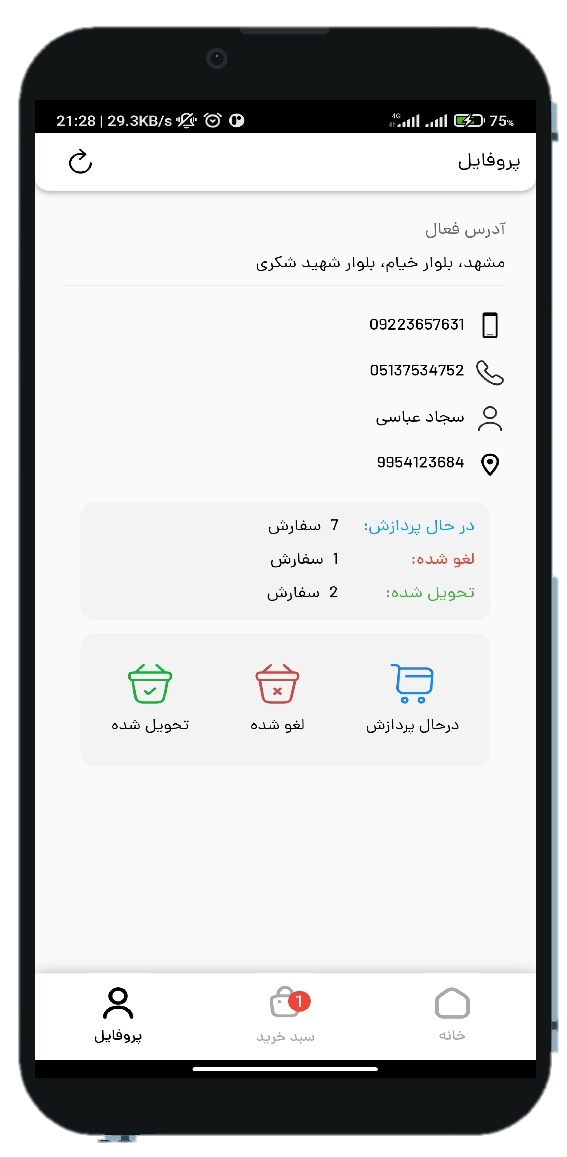 21:28 | 29.3KB/s 4G 75%
پروفایل
آدرس فعال
مشهد، بلوار خیام، بلوار شهید شکری
09223657631
05137534752
سجاد عباسی
9954123684
در حال پردازش: 7 سفارش
لغو شده: 1 سفارش
تحویل شده: 2 سفارش
درحال پردازش لغو شده تحویل شده
1
خانه سبد خرید پروفایل